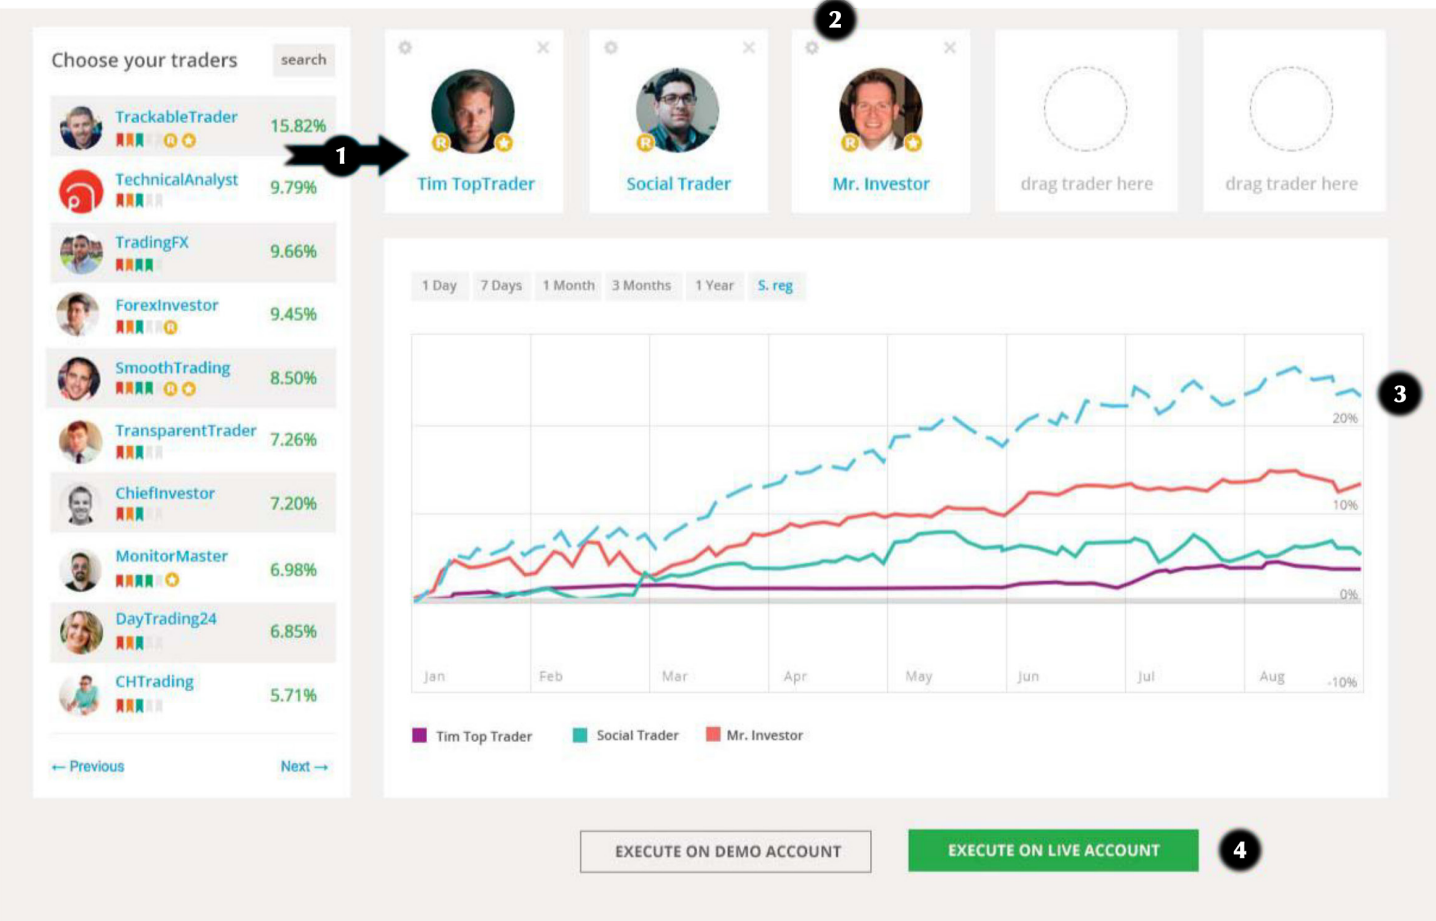 2
Choose your traders
search
TrackableTrader
15.82%
R
TechnicalAnalyst
9.79%
p
TradingFX
9.66%
ForexInvestor
9.45%
R
SmoothTrading
8.50%
R
TransparentTrader
7.26%
ChiefInvestor
7.20%
MonitorMaster
6.98%
DayTrading24
6.85%
CHTrading
5.71%
← Previous
Next →
1
R
Tim TopTrader
R
Social Trader
R
Mr. Investor
drag trader here
drag trader here
1 Day
7 Days
1 Month
3 Months
1 Year
S. reg
3
20%
10%
0%
-10%
Jan
Feb
Mar
Apr
May
Jun
Jul
Aug
Tim Top Trader
Social Trader
Mr. Investor
EXECUTE ON DEMO ACCOUNT
EXECUTE ON LIVE ACCOUNT
4